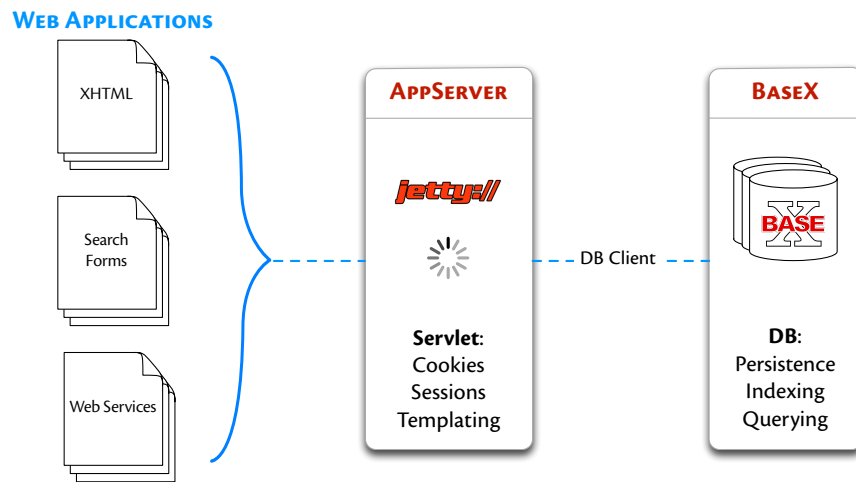 WEB APPLICATIONS
XHTML
Search
Forms
Web Services
APPSERVER
jetty://
Servlet:
Cookies
Sessions
Templating
DB Client
BASEX
X
BASE
DB:
Persistence
Indexing
Querying